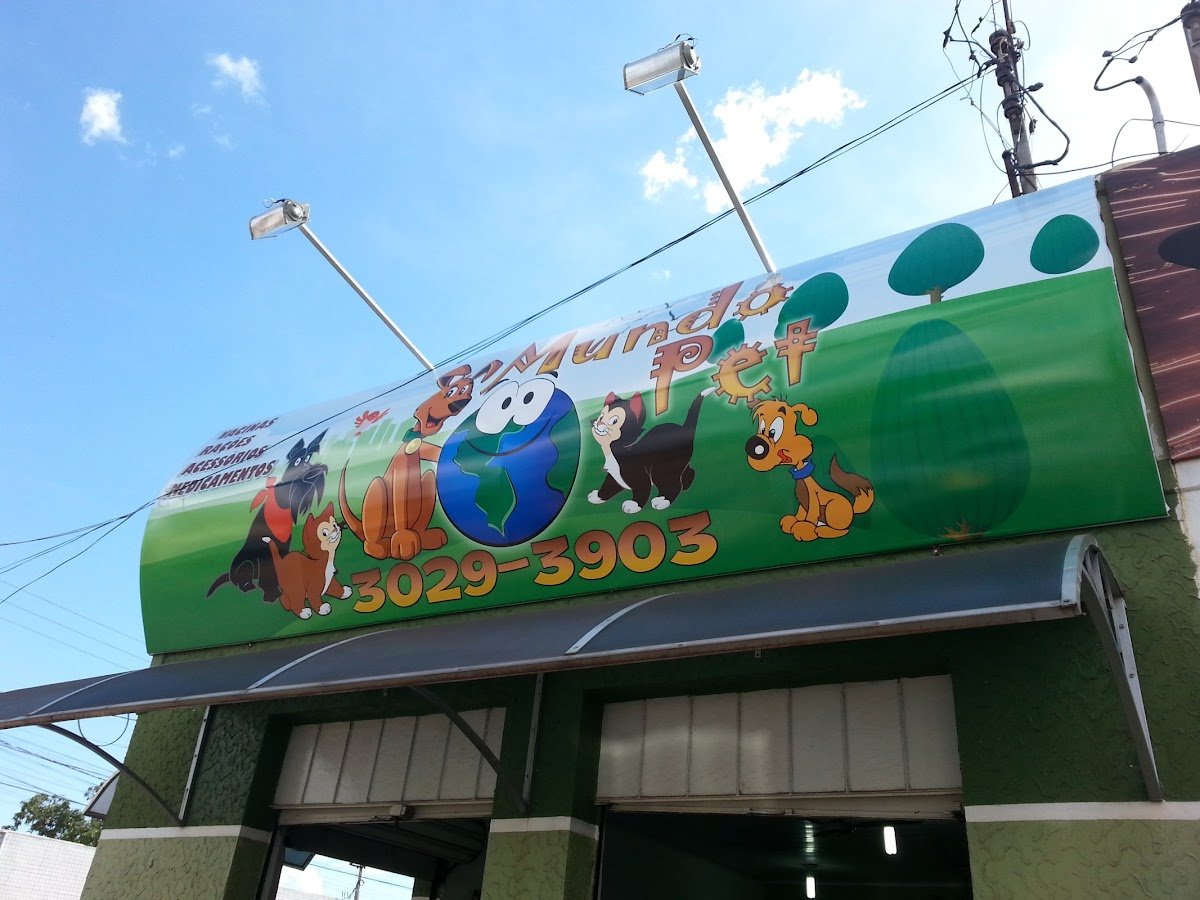 Mundo
Pet
VACINAS
RAÇÕES
ACESSÓRIOS
MEDICAMENTOS
3029-3903